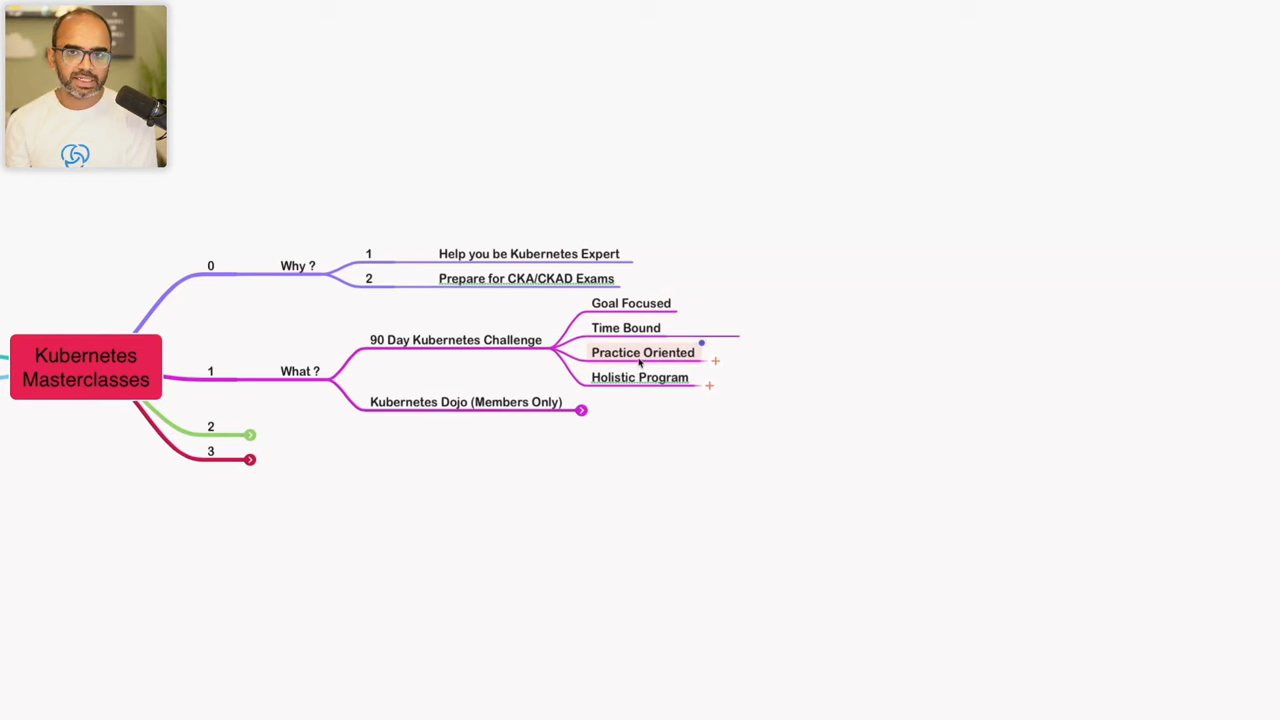 0
Why ?
1
Help you be Kubernetes Expert
2
Prepare for CKA/CKAD Exams
Kubernetes
Masterclasses
1
What ?
90 Day Kubernetes Challenge
Goal Focused
Time Bound
Practice Oriented
Holistic Program
Kubernetes Dojo (Members Only)
2
3